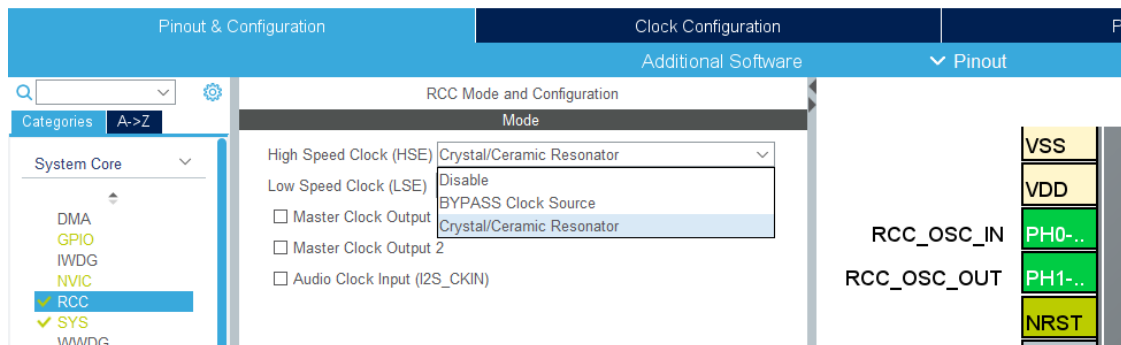 Pinout & Configuration
Clock Configuration
Additional Software
Pinout
Categories
A->Z
System Core
DMA
GPIO
IWDG
NVIC
RCC
SYS
WWDG
RCC Mode and Configuration
Mode
High Speed Clock (HSE) Crystal/Ceramic Resonator
Low Speed Clock (LSE)
Disable
BYPASS Clock Source
Crystal/Ceramic Resonator
Master Clock Output
Master Clock Output 2
Audio Clock Input (I2S_CKIN)
VSS
VDD
RCC_OSC_IN PH0-..
RCC_OSC_OUT PH1-..
NRST